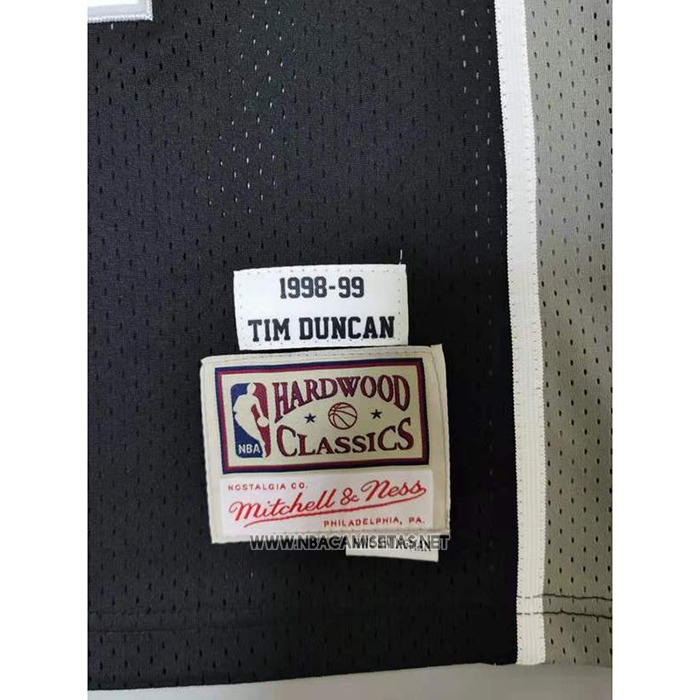 1998-99
TIM DUNCAN
HARDWOOD
NBA
CLASSICS
NOSTALGIA CO.
Mitchell & Ness
PHILADELPHIA, PA.
WWW.NBACAMISETAS.NET